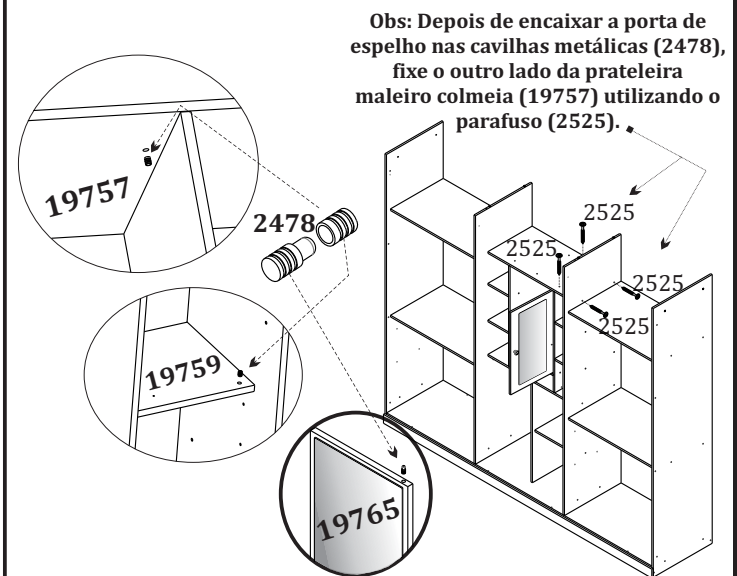 Obs: Depois de encaixar a porta de
espelho nas cavilhas metálicas (2478),
fixe o outro lado da prateleira
maleiro colmeia (19757) utilizando o
parafuso (2525).
19757
2478
2525
2525
2525
2525
19759
19765